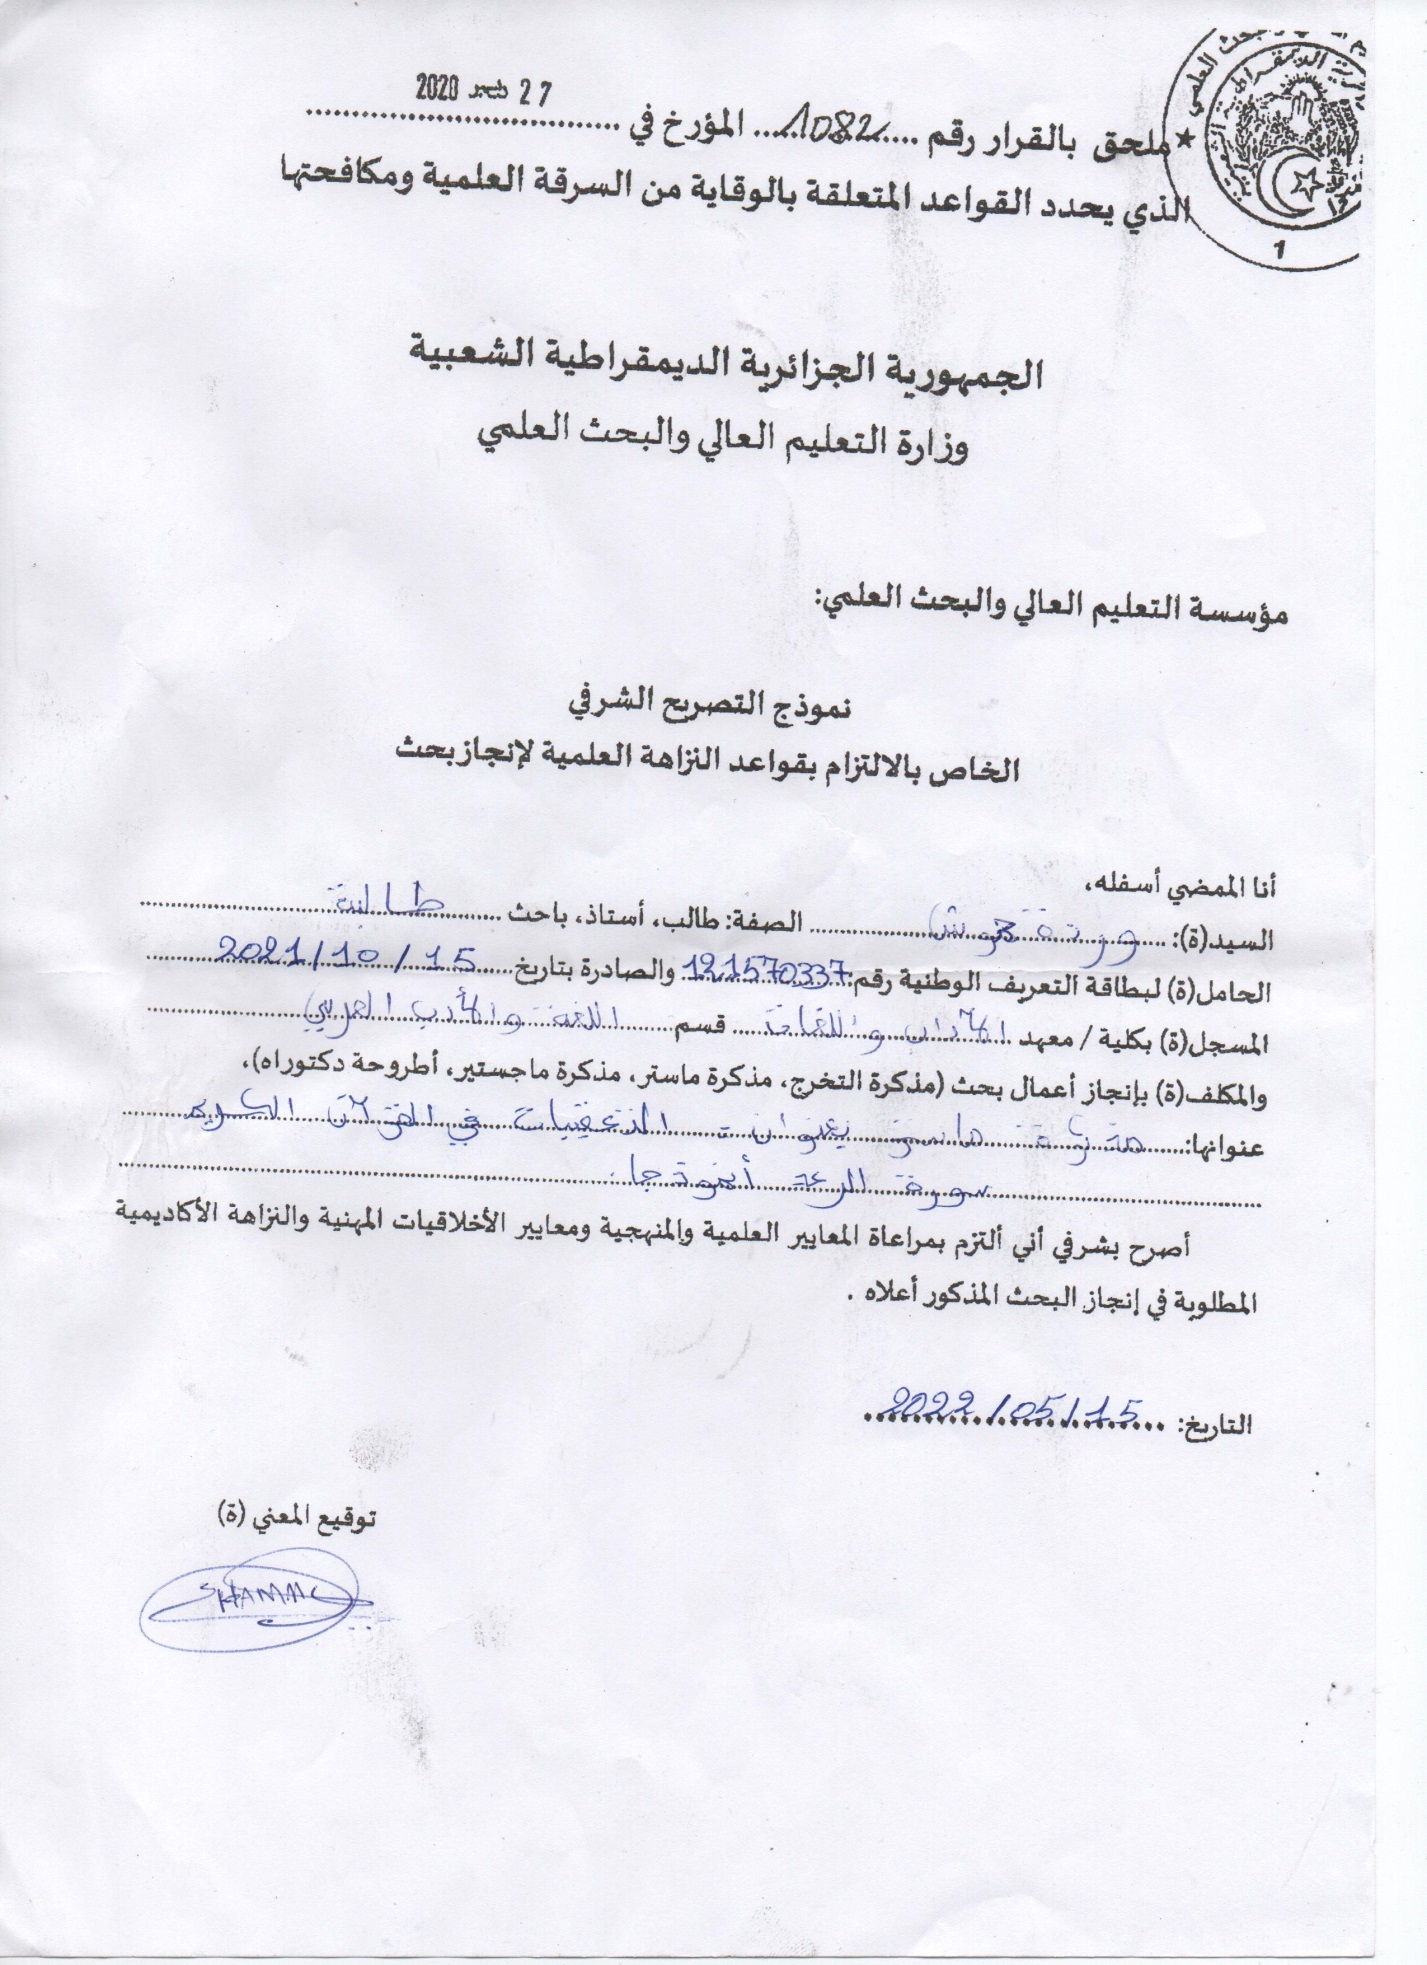 ملحق بالقرار رقم ...1082... المؤرخ في 27 ديسمبر 2020
الذي يحدد القواعد المتعلقة بالوقاية من السرقة العلمية ومكافحتها
1
الجمهورية الجزائرية الديمقراطية الشعبية
وزارة التعليم العالي والبحث العلمي
مؤسسة التعليم العالي والبحث العلمي:
نموذج التصريح الشرفي
الخاص بالالتزام بقواعد النزاهة العلمية لإنجاز بحث
أنا الممضي أسفله،
السيد(ة): وردة الصفة: طالب، أستاذ، باحث طالبة
الحامل(ة) لبطاقة التعريف الوطنية رقم: 121570337 والصادرة بتاريخ 15 / 10 / 2021
المسجل(ة) بكلية / معهد الآداب واللغات قسم اللغة والأدب العربي
والمكلف(ة) بإنجاز أعمال بحث (مذكرة التخرج، مذكرة ماستر، مذكرة ماجستير، أطروحة دكتوراه)،
عنوانها: مذكرة ماستر بعنوان التعقيبات في القرآن الكريم
سورة الرعد أنموذجا
أصرح بشرفي أني ألتزم بمراعاة المعايير العلمية والمنهجية ومعايير الأخلاقيات المهنية والنزاهة الأكاديمية
المطلوبة في إنجاز البحث المذكور أعلاه .
التاريخ: 15 / 05 / 2022
توقيع المعني (ة)